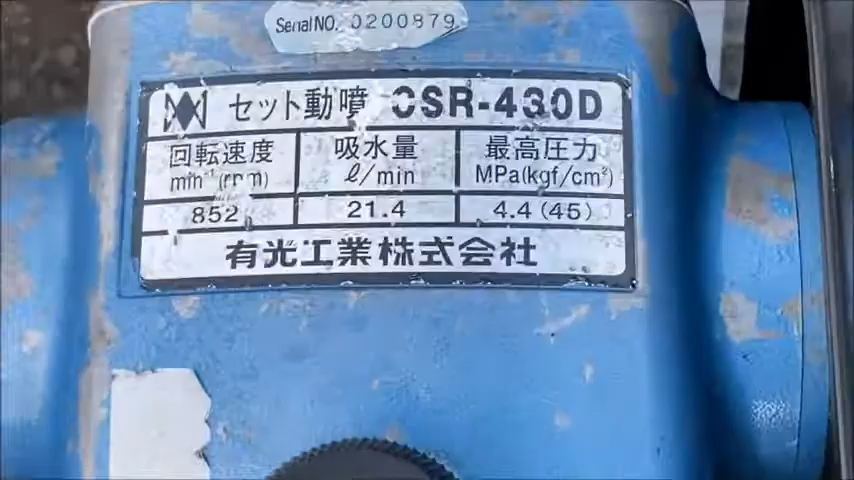 Serial NO. 0200879
セット動噴 CSR-430D
回転速度 吸水量 最高圧力
min⁻¹(rpm) ℓ/min MPa(kgf/cm²)
852 21.4 4.4(45)
有光工業株式会社